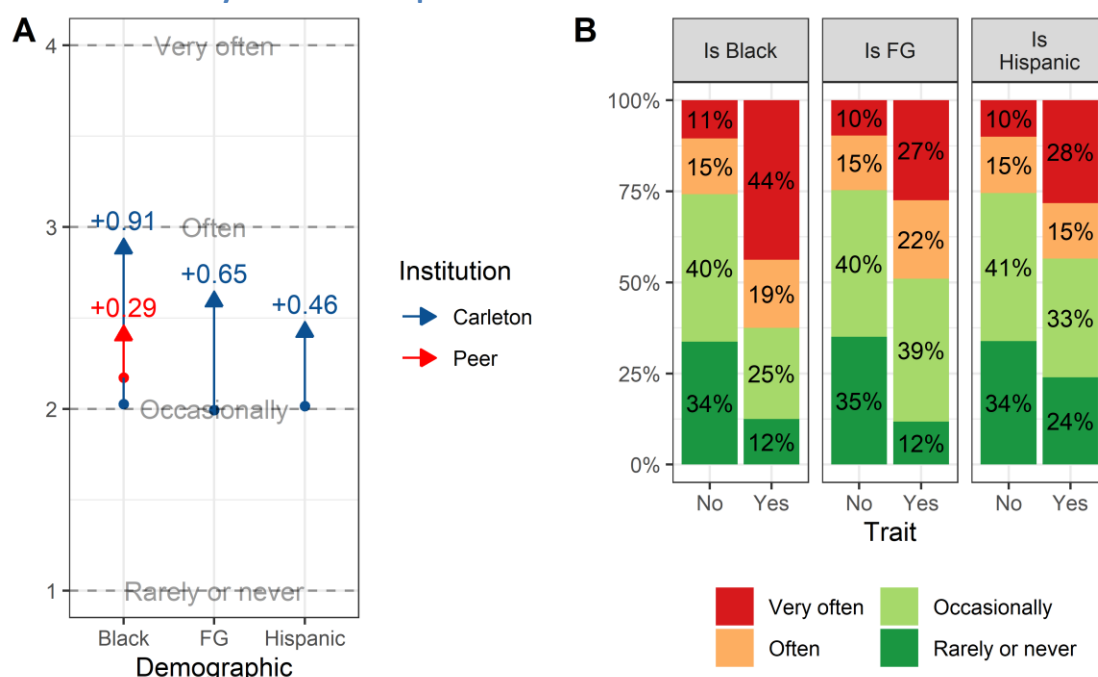 A
4
Very often
3
Often
+0.91
+0.65
+0.29
+0.46
2
Occasionally
1
Rarely or never
Black FG Hispanic
Demographic
Institution
Carleton
Peer
B
Is Black
Is FG
Is
Hispanic
100%
75%
50%
25%
0%
11%
15%
40%
34%
44%
19%
25%
12%
10%
15%
40%
35%
27%
22%
39%
12%
10%
15%
41%
34%
28%
15%
33%
24%
No Yes No Yes No Yes
Trait
Very often
Often
Occasionally
Rarely or never